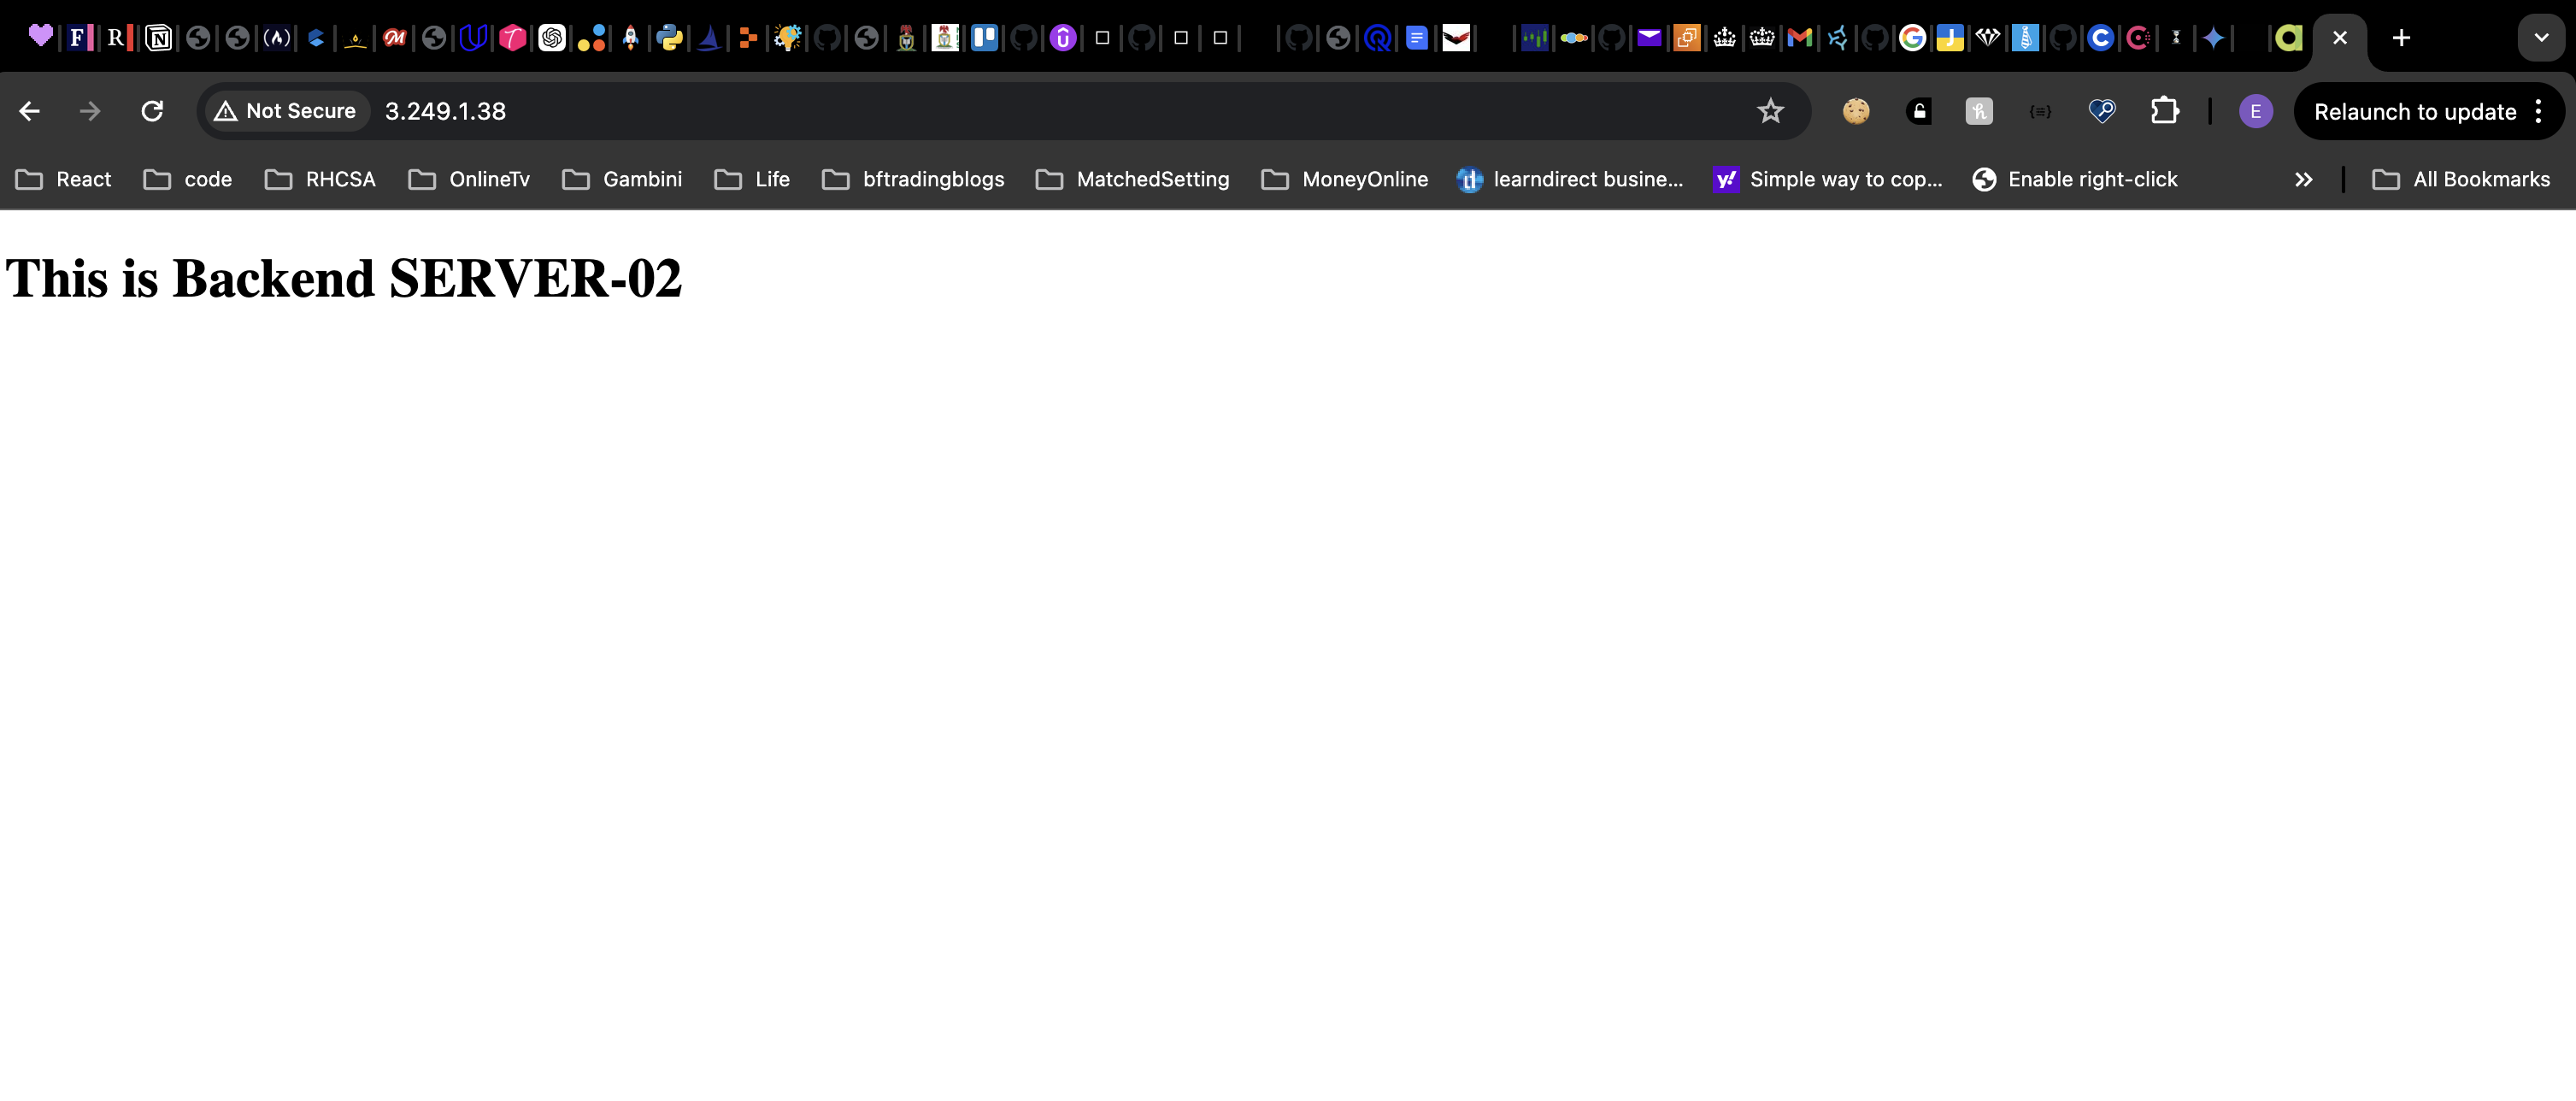 Not Secure 3.249.1.38 Relaunch to update
React code RHCSA OnlineTv Gambini Life bftradingblogs MatchedSetting MoneyOnline learndirect busine... Simple way to cop... Enable right-click All Bookmarks
This is Backend SERVER-02